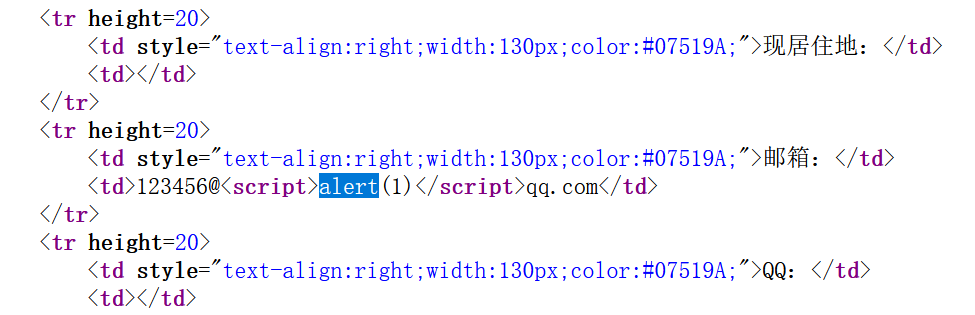 <tr height=20>
<td style="text-align:right;width:130px;color:#07519A;">现居住地：</td>
<td></td>
</tr>
<tr height=20>
<td style="text-align:right;width:130px;color:#07519A;">邮箱：</td>
<td>123456@<script>alert(1)</script>qq.com</td>
</tr>
<tr height=20>
<td style="text-align:right;width:130px;color:#07519A;">QQ：</td>
<td></td>